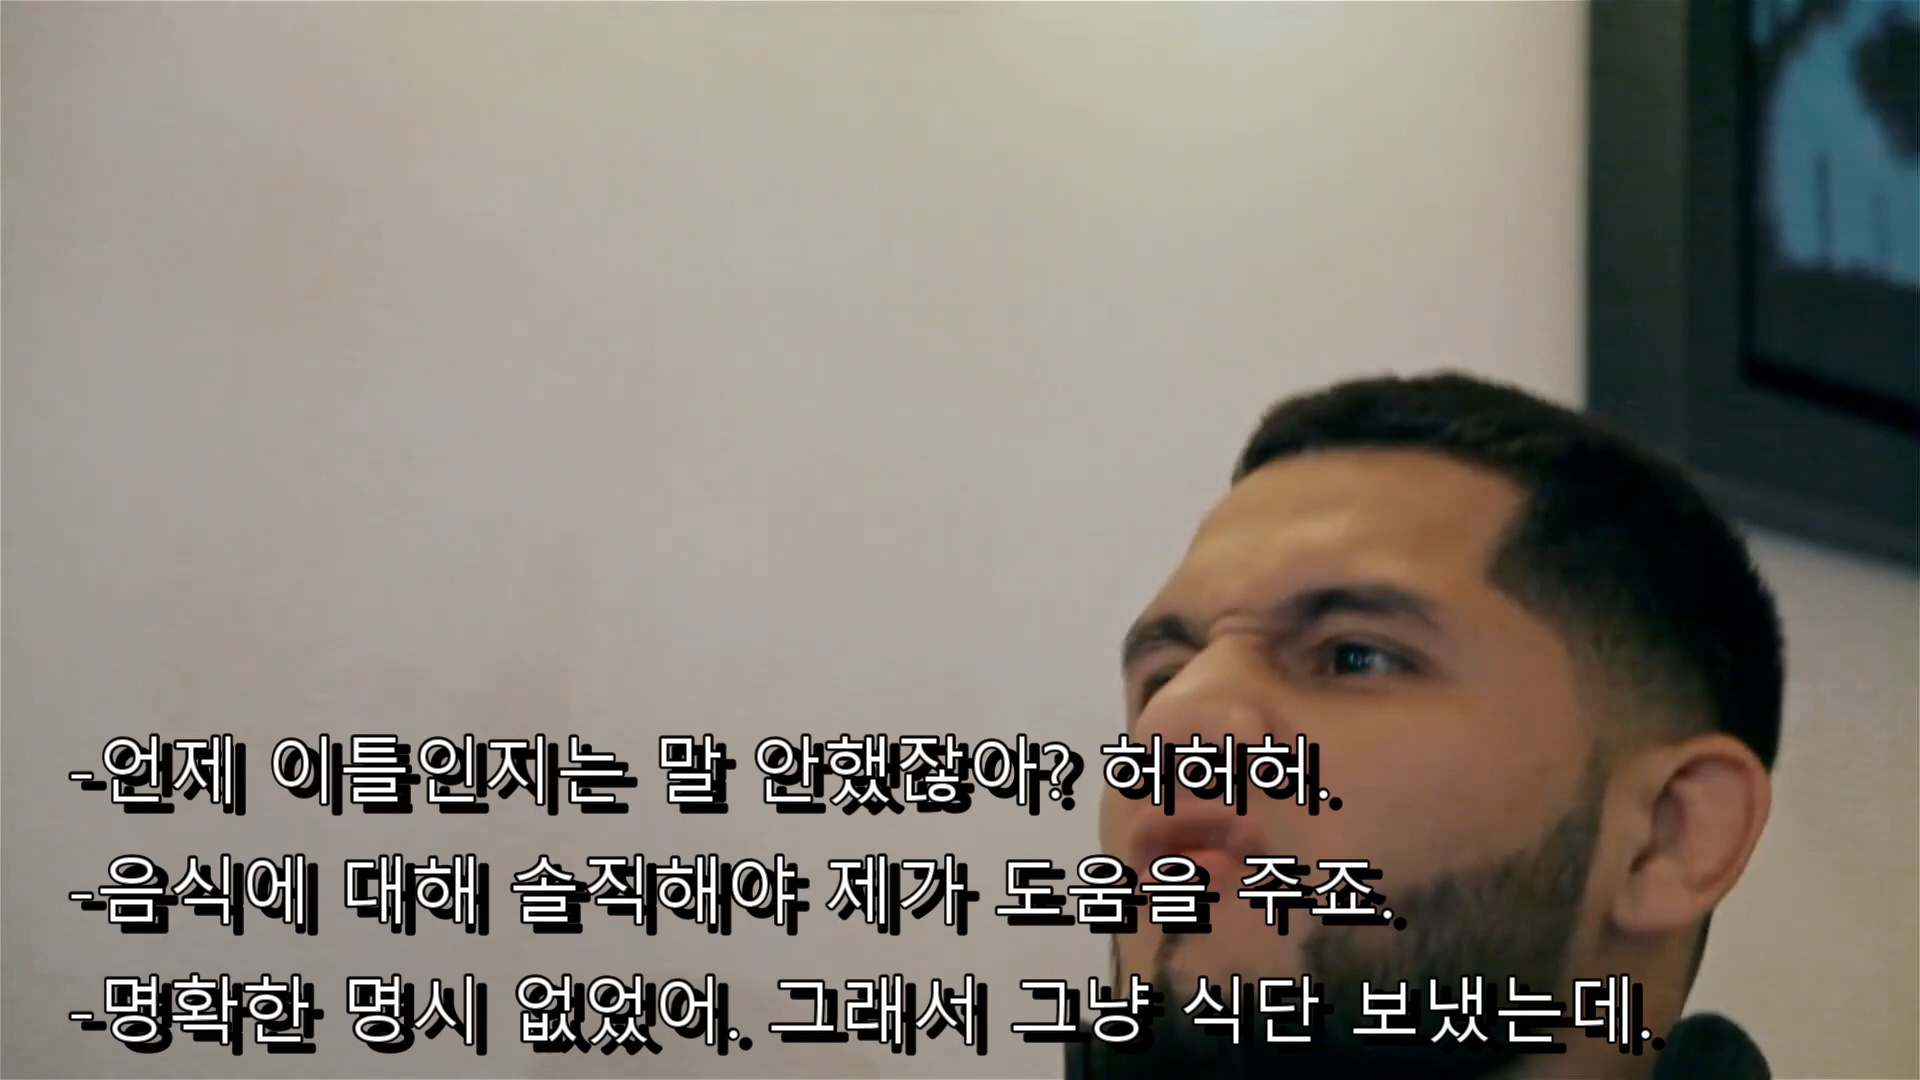 -언제 이틀인지는 말 안했잖아? 허허허.
-음식에 대해 솔직해야 제가 도움을 주죠.
-명확한 명시 없었어. 그래서 그냥 식단 보냈는데.